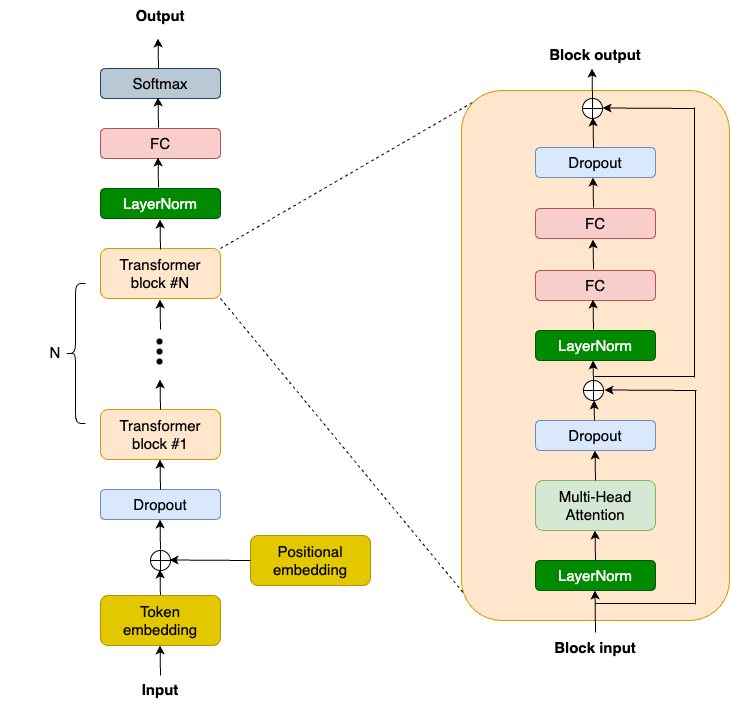 Output
Softmax
FC
LayerNorm
Transformer
block #N
N
Transformer
block #1
Dropout
Positional
embedding
Token
embedding
Input
Block output
Dropout
FC
FC
LayerNorm
Dropout
Multi-Head
Attention
LayerNorm
Block input